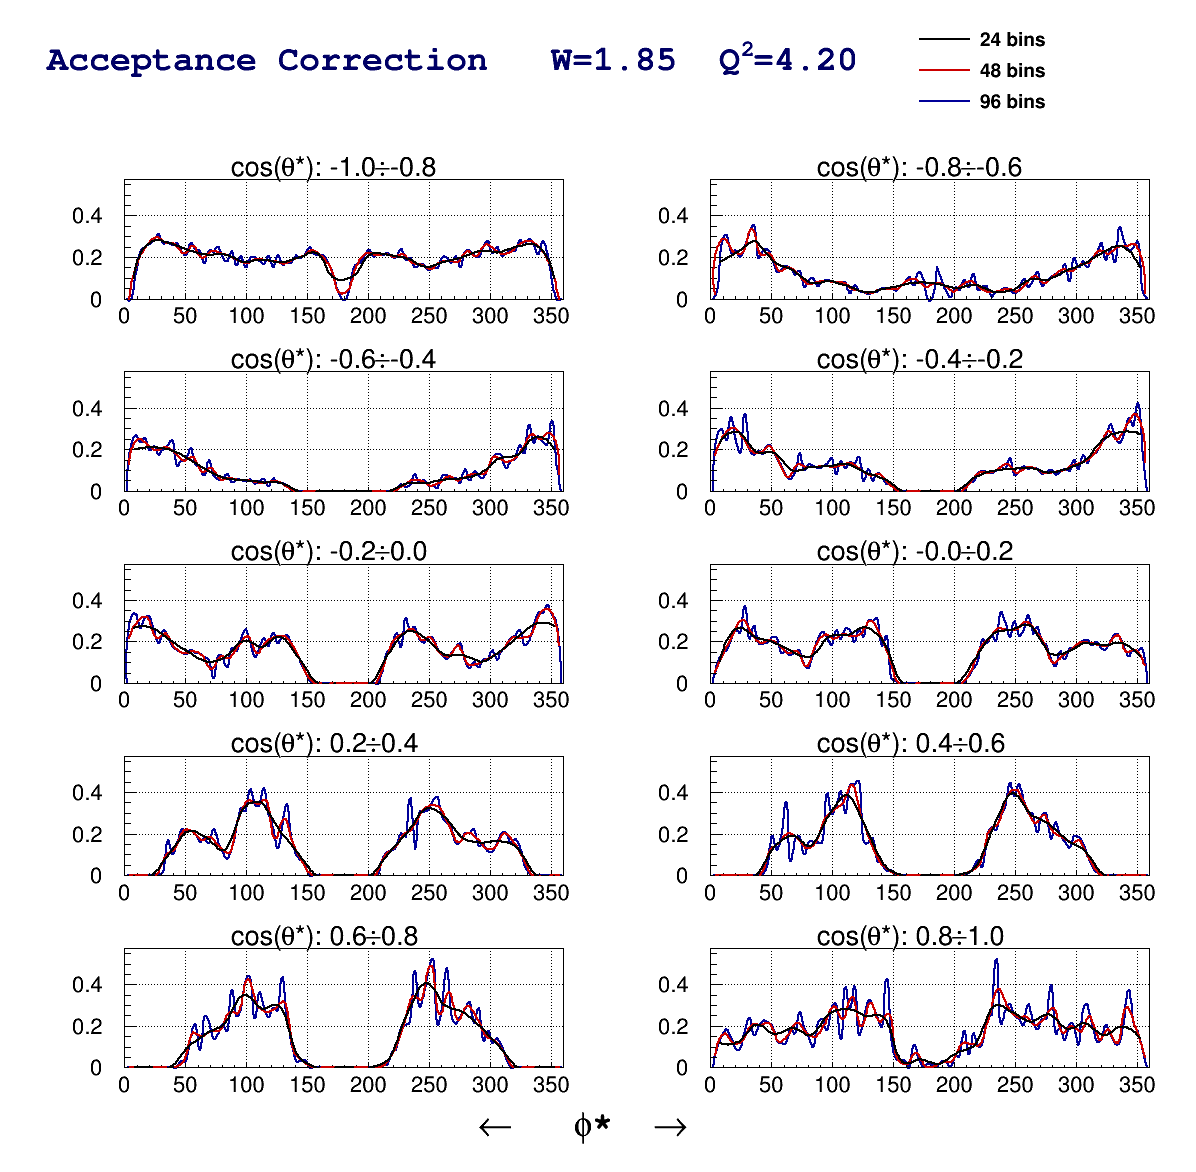 Acceptance Correction W=1.85 Q²=4.20
24 bins
48 bins
96 bins
cos(θ*): -1.0÷-0.8
0.4
0.2
0
0 50 100 150 200 250 300 350
cos(θ*): -0.8÷-0.6
0.4
0.2
0
0 50 100 150 200 250 300 350
cos(θ*): -0.6÷-0.4
0.4
0.2
0
0 50 100 150 200 250 300 350
cos(θ*): -0.4÷-0.2
0.4
0.2
0
0 50 100 150 200 250 300 350
cos(θ*): -0.2÷0.0
0.4
0.2
0
0 50 100 150 200 250 300 350
cos(θ*): -0.0÷0.2
0.4
0.2
0
0 50 100 150 200 250 300 350
cos(θ*): 0.2÷0.4
0.4
0.2
0
0 50 100 150 200 250 300 350
cos(θ*): 0.4÷0.6
0.4
0.2
0
0 50 100 150 200 250 300 350
cos(θ*): 0.6÷0.8
0.4
0.2
0
0 50 100 150 200 250 300 350
cos(θ*): 0.8÷1.0
0.4
0.2
0
0 50 100 150 200 250 300 350
← ϕ* →